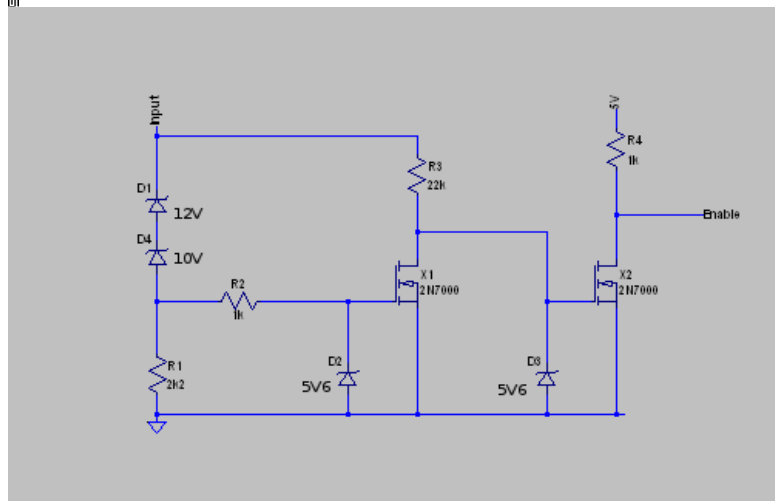 Input
5V
R4
1k
R3
22k
D1
12V
Enable
D4
10V
X1
2N7000
X2
2N7000
R2
1k
R1
2k2
D2
5V6
D3
5V6